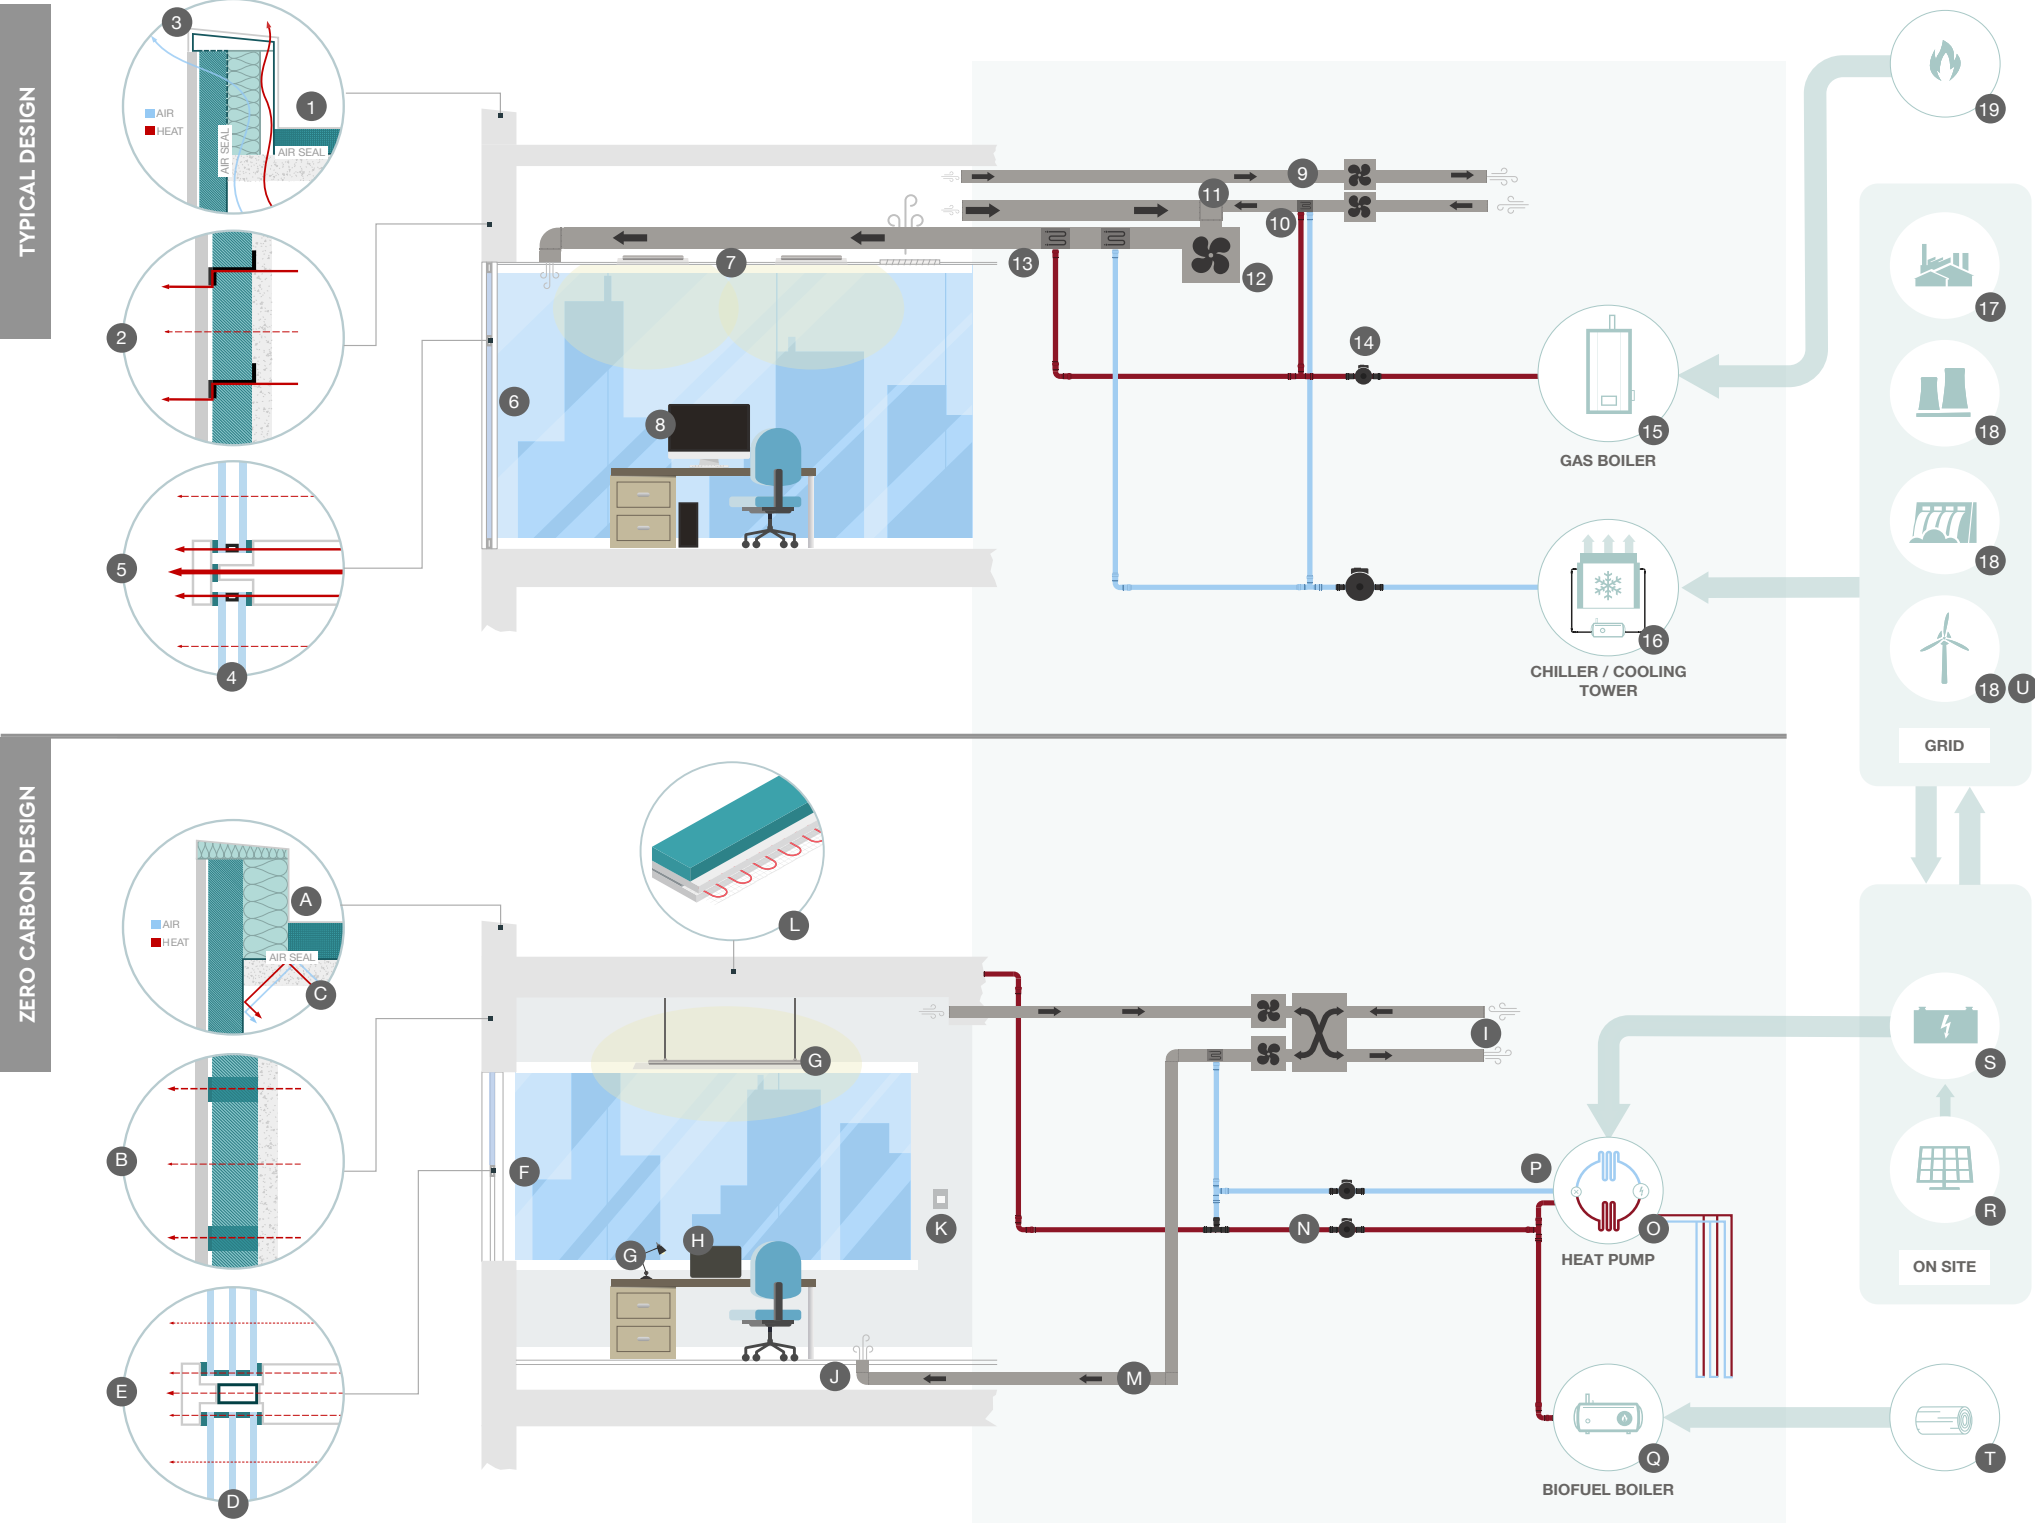 TYPICAL DESIGN
3
1
AIR
HEAT
AIR SEAL
AIR SEAL
2
5
4
6
7
8
9
11
10
13
12
14
15
GAS BOILER
16
CHILLER / COOLING
TOWER
19
17
18
18
18
U
GRID
ZERO CARBON DESIGN
A
AIR
HEAT
AIR SEAL
C
B
E
D
L
G
F
K
G
H
J
M
I
N
P
O
HEAT PUMP
Q
BIOFUEL BOILER
S
R
ON SITE
T